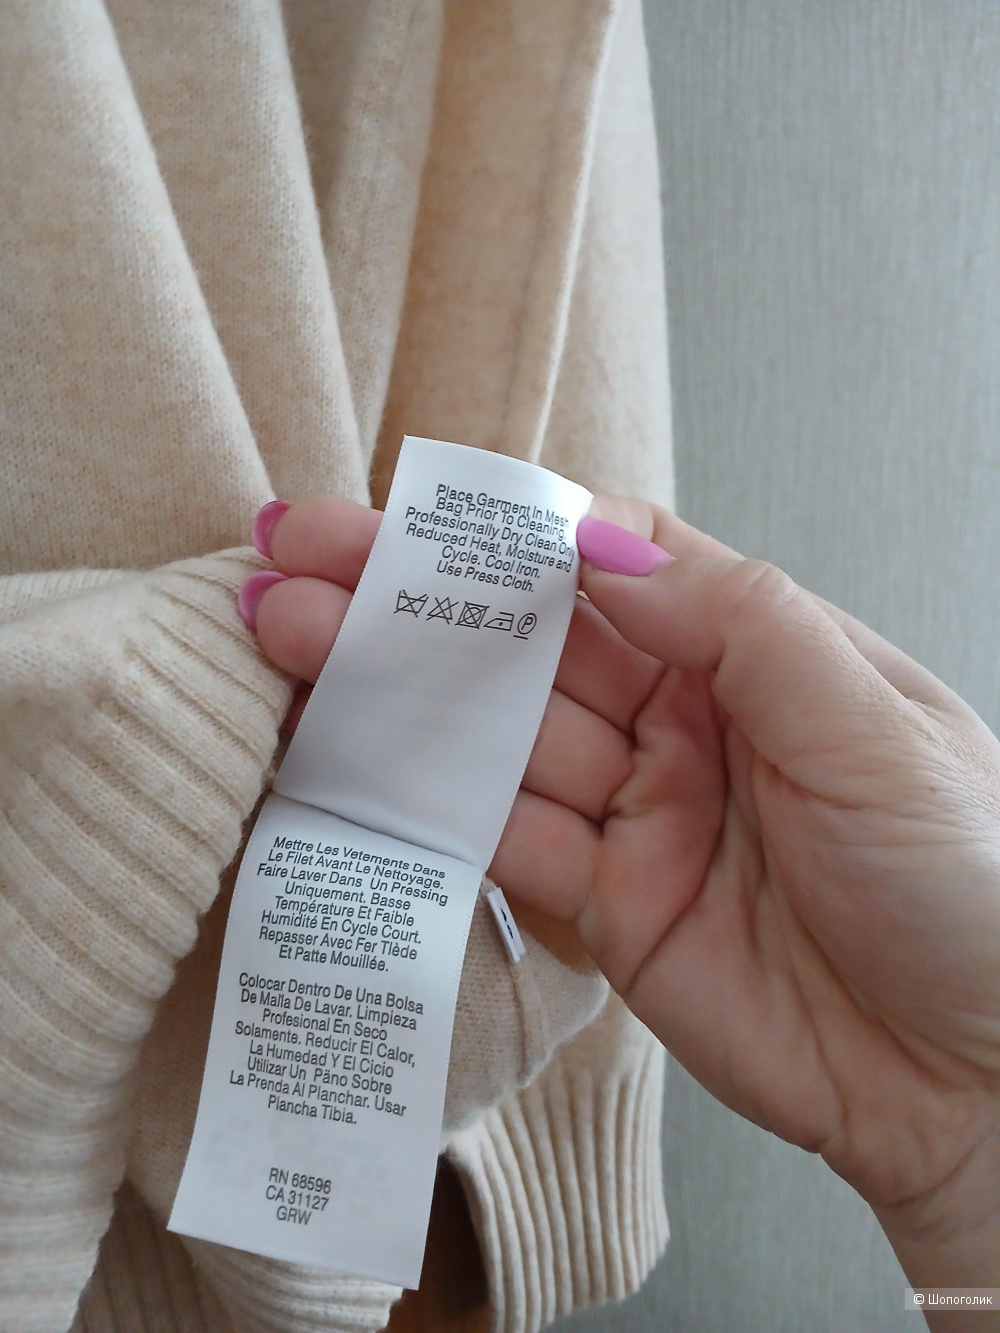 Place Garment In Mesh
Bag Prior To Cleaning.
Professionally Dry Clean Only
Reduced Heat, Moisture and
Cycle. Cool Iron.
Use Press Cloth.
P
Mettre Les Vetements Dans
Le Filet Avant Le Nettoyage.
Faire Laver Dans Un Pressing
Uniquement. Basse
Température Et Faible
Humidité En Cycle Court.
Repasser Avec Fer Tlède
Et Patte Mouillée.
Colocar Dentro De Una Bolsa
De Malla De Lavar. Limpieza
Profesional En Seco
Solamente. Reducir El Calor,
La Humedad Y El Ciclo
Utilizar Un Päno Sobre
La Prenda Al Planchar. Usar
Plancha Tibia.
RN 68596
CA 31127
GRW
© Шопоголик